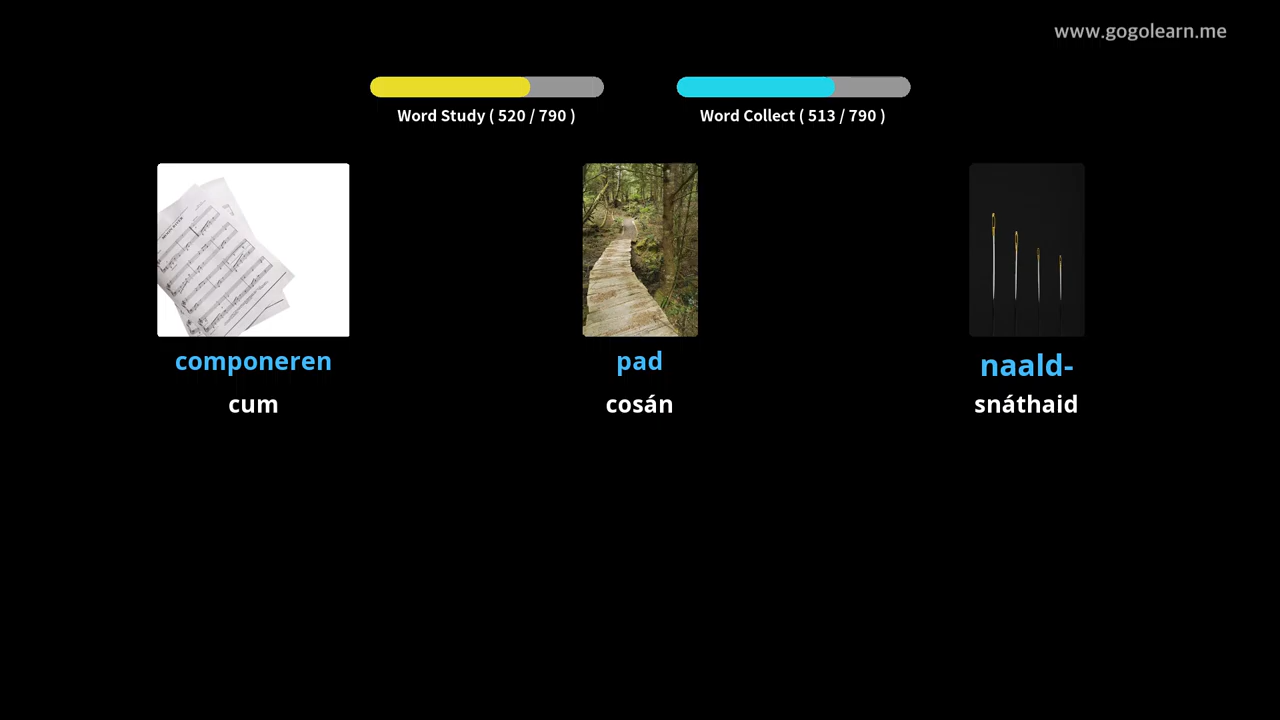 www.gogolearn.me
Word Study ( 520 / 790 )
Word Collect ( 513 / 790 )
componeren
pad
naald-
cum
cosán
snáthaid